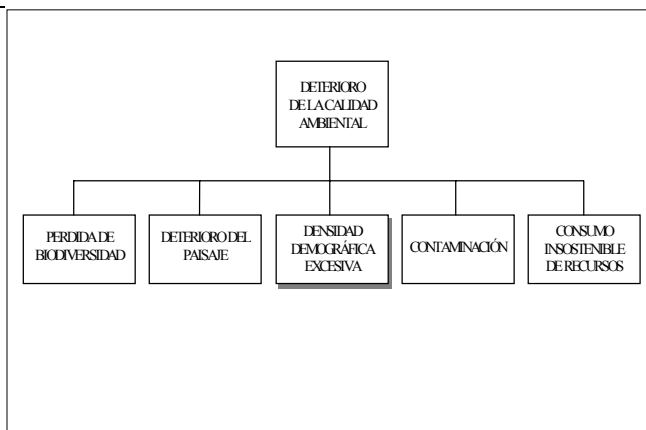 DETERIORO
DE LA CALIDAD
AMBIENTAL
PERDIDA DE
BIODIVERSIDAD
DETERIORO DEL
PAISAJE
DENSIDAD
DEMOGRÁFICA
EXCESIVA
CONTAMINACIÓN
CONSUMO
INSOSTENIBLE
DE RECURSOS